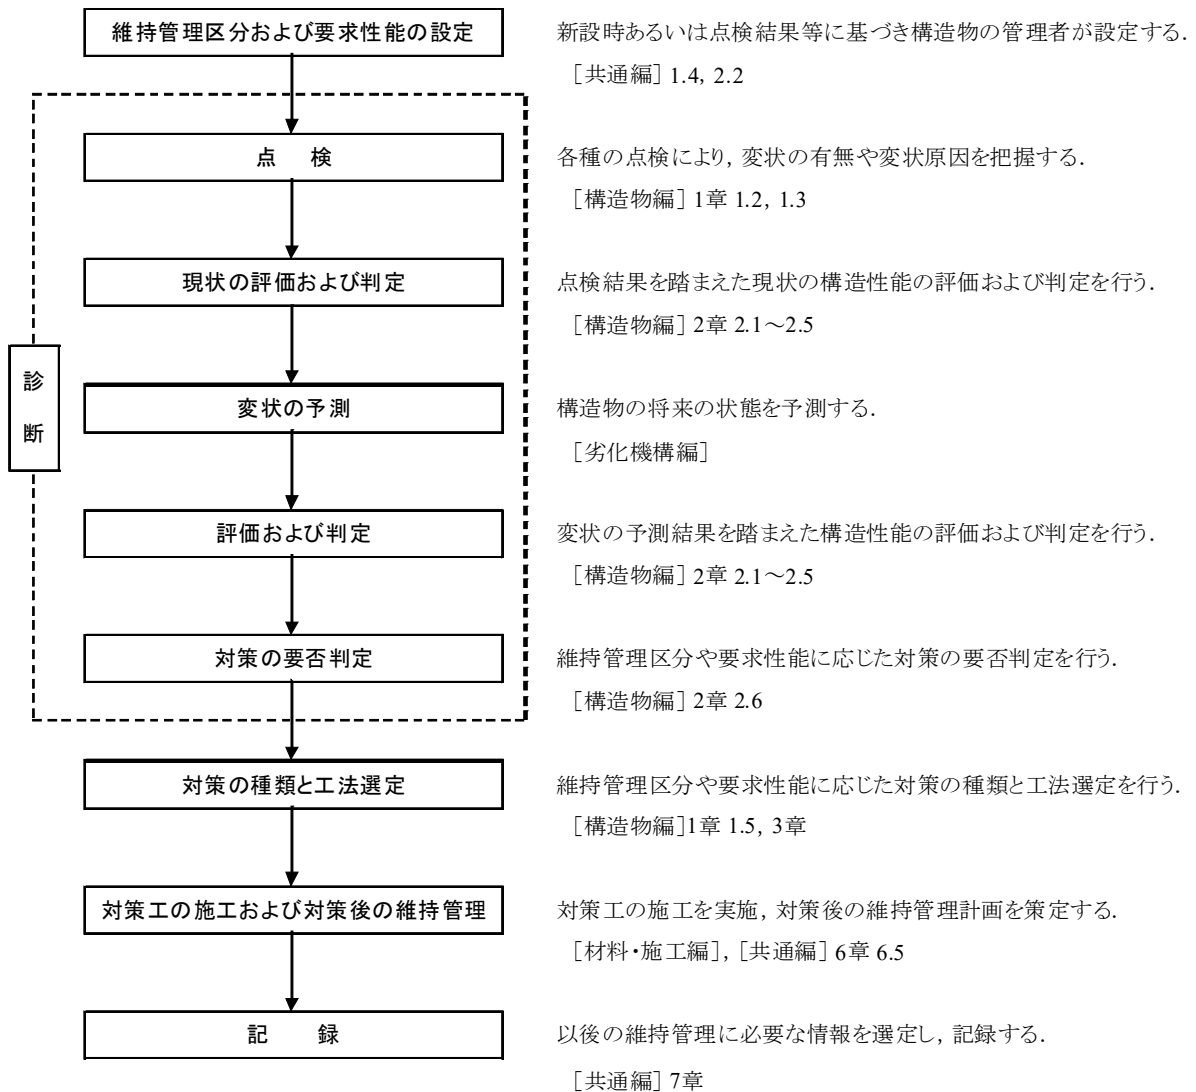 維持管理区分および要求性能の設定
新設時あるいは点検結果等に基づき構造物の管理者が設定する.
［共通編］1.4, 2.2
点 検
各種の点検により, 変状の有無や変状原因を把握する.
［構造物編］1章 1.2, 1.3
現状の評価および判定
点検結果を踏まえた現状の構造性能の評価および判定を行う.
［構造物編］2章 2.1～2.5
診断
変状の予測
構造物の将来の状態を予測する.
［劣化機構編］
評価および判定
変状の予測結果を踏まえた構造性能の評価および判定を行う.
［構造物編］2章 2.1～2.5
対策の要否判定
維持管理区分や要求性能に応じた対策の要否判定を行う.
［構造物編］2章 2.6
対策の種類と工法選定
維持管理区分や要求性能に応じた対策の種類と工法選定を行う.
［構造物編］1章 1.5, 3章
対策工の施工および対策後の維持管理
対策工の施工を実施, 対策後の維持管理計画を策定する.
［材料・施工編］, ［共通編］6章 6.5
記 録
以後の維持管理に必要な情報を選定し, 記録する.
［共通編］7章